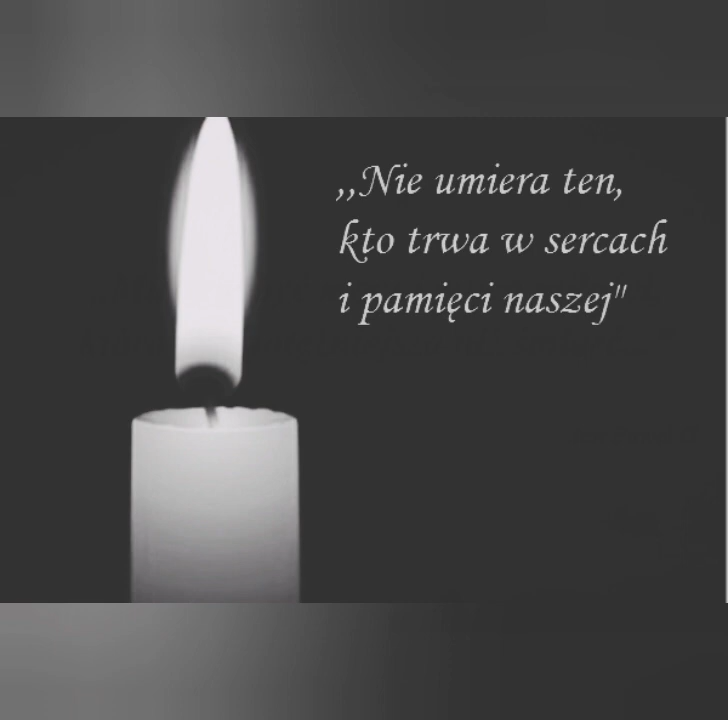 ,,Nie umiera ten,
kto trwa w sercach
i pamięci naszej"